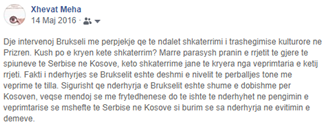 Xhevat Meha
14 Maj 2016 ·
Dje intervenoj Brukseli me perpjekje qe te ndalet shkaterrimi i trashegimise kulturore ne
Prizren. Kush po e kryen kete shkaterrim? Marre parasysh pranin e rrjetit te gjere te
spiuneve te Serbise ne Kosove, keto shkaterrime jane te kryera nga veprimtaria e ketij
rrjeti. Fakti i nderhyrjes se Brukselit eshte deshmi e nivelit te perballjes tone me
veprime te tilla. Sigurisht qe nderhyrja e Brukselit eshte shume e dobishme per
Kosoven, veqse mendoj se me frytedhenese do te ishte te nderhyhet ne pengimin e
veprimtarise se mshefte te Serbise ne Kosove si burim se sa nderhyrja ne evitimin e
demeve.